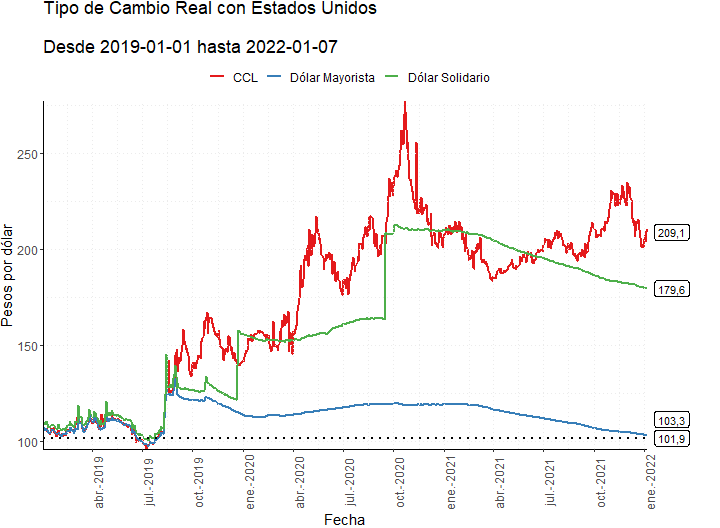 Tipo de Cambio Real con Estados Unidos
Desde 2019-01-01 hasta 2022-01-07
CCL Dólar Mayorista Dólar Solidario
Pesos por dólar
250
200
150
100
209,1
179,6
103,3
101,9
abr.-2019
jul.-2019
oct.-2019
ene.-2020
abr.-2020
jul.-2020
oct.-2020
ene.-2021
abr.-2021
jul.-2021
oct.-2021
ene.-2022
Fecha